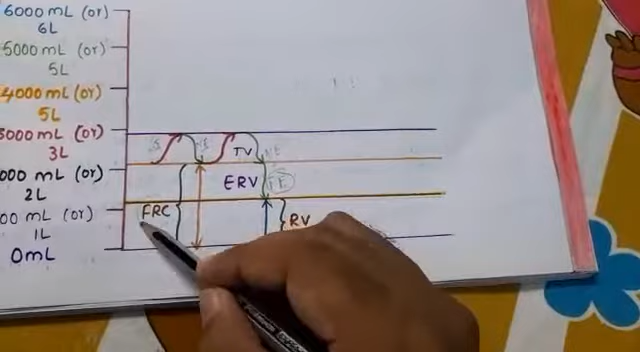 6000 mL (or)
6L
5000 mL (or)
5L
4000 mL (or)
5L
3000 mL (or)
3L
000 mL (or)
2L
00 mL (or)
1L
0mL
TV
ERV
FRC
RV